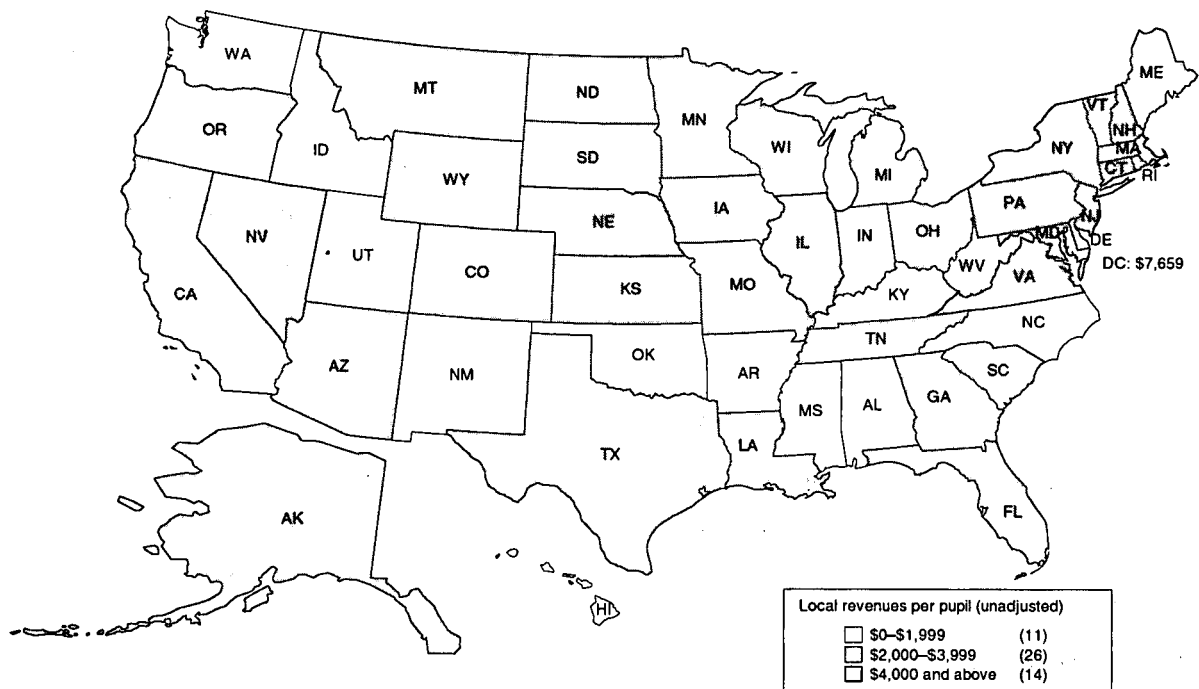 WA
MT
ND
MN
ME
VT
NH
OR
ID
SD
WI
MI
NY
MA
CT
RI
WY
IA
PA
NJ
NE
NV
UT
CO
IL
IN
OH
MD
DE
WV
VA
DC: $7,659
CA
KS
MO
KY
NC
TN
AZ
NM
OK
AR
SC
MS
AL
GA
TX
LA
FL
AK
HI
Local revenues per pupil (unadjusted)
$0–$1,999 (11)
$2,000–$3,999 (26)
$4,000 and above (14)